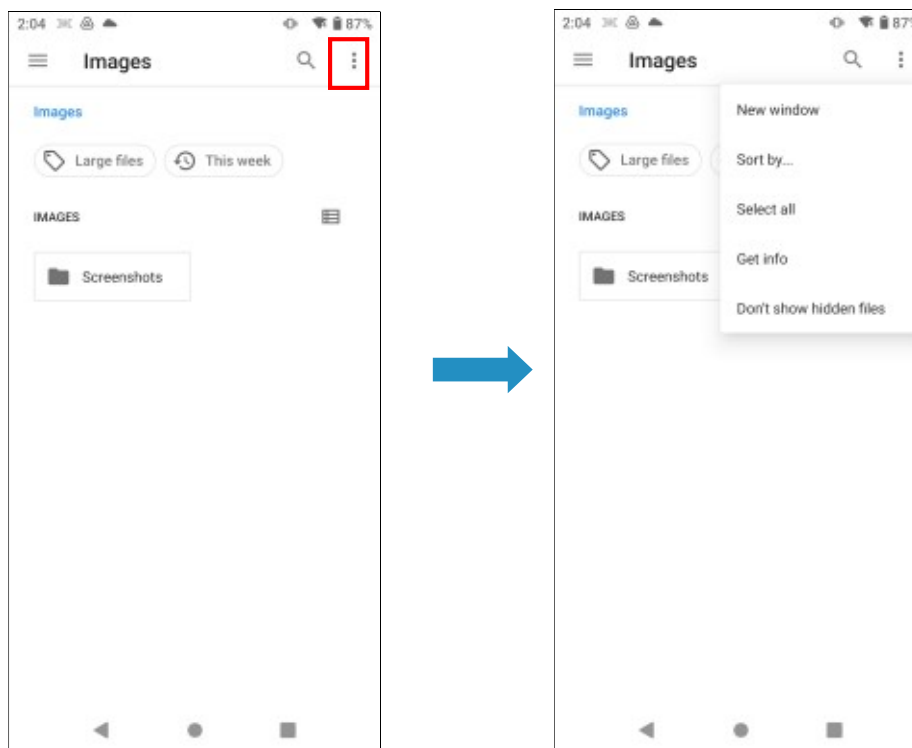 2:04 87%
Images
Images
Large files This week
IMAGES
Screenshots
2:04 87%
Images
Images
Large files
IMAGES
Screenshots
New window
Sort by...
Select all
Get info
Don't show hidden files